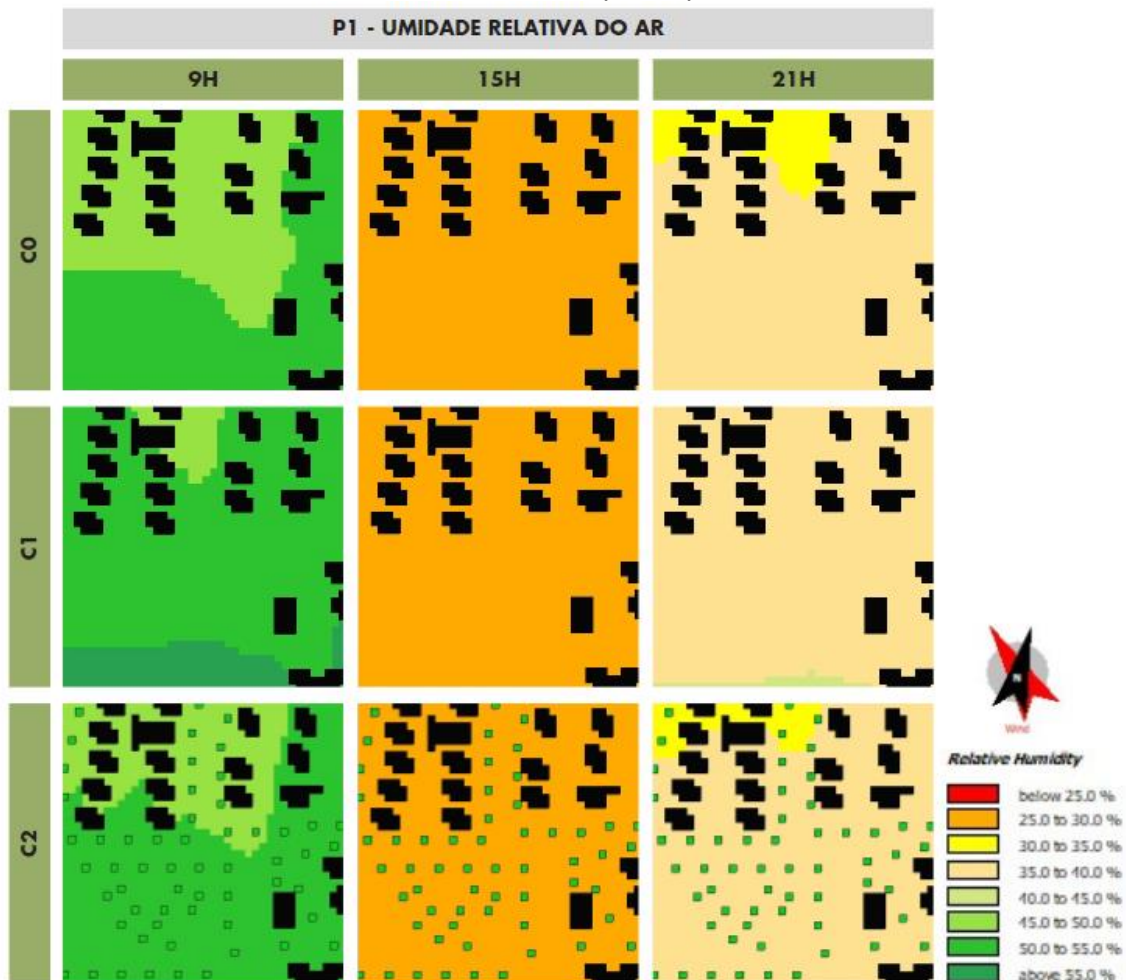 P1 - UMIDADE RELATIVA DO AR
9H
15H
21H
C0
C1
C2
N
Wind
Relative Humidity
below 25.0 %
25.0 to 30.0 %
30.0 to 35.0 %
35.0 to 40.0 %
40.0 to 45.0 %
45.0 to 50.0 %
50.0 to 55.0 %
above 55.0 %